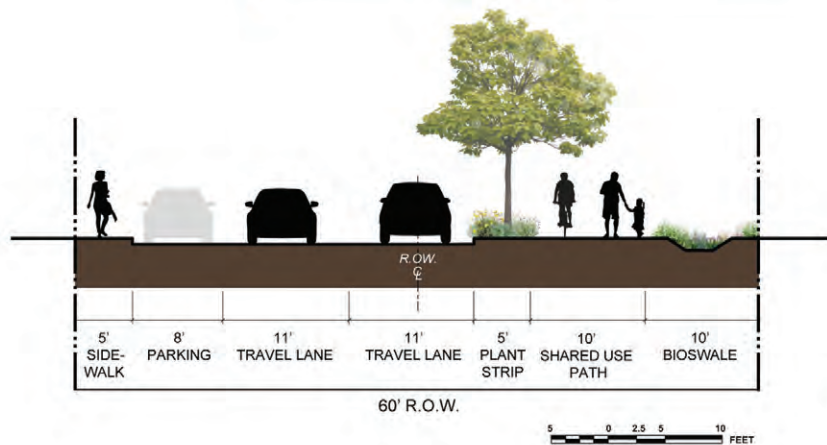 R.O.W.
℄
5' 8' 11' 11' 5' 10' 10'
SIDE- PARKING TRAVEL LANE TRAVEL LANE PLANT SHARED USE BIOSWALE
WALK STRIP PATH
60' R.O.W.
5 0 2.5 5 10
FEET